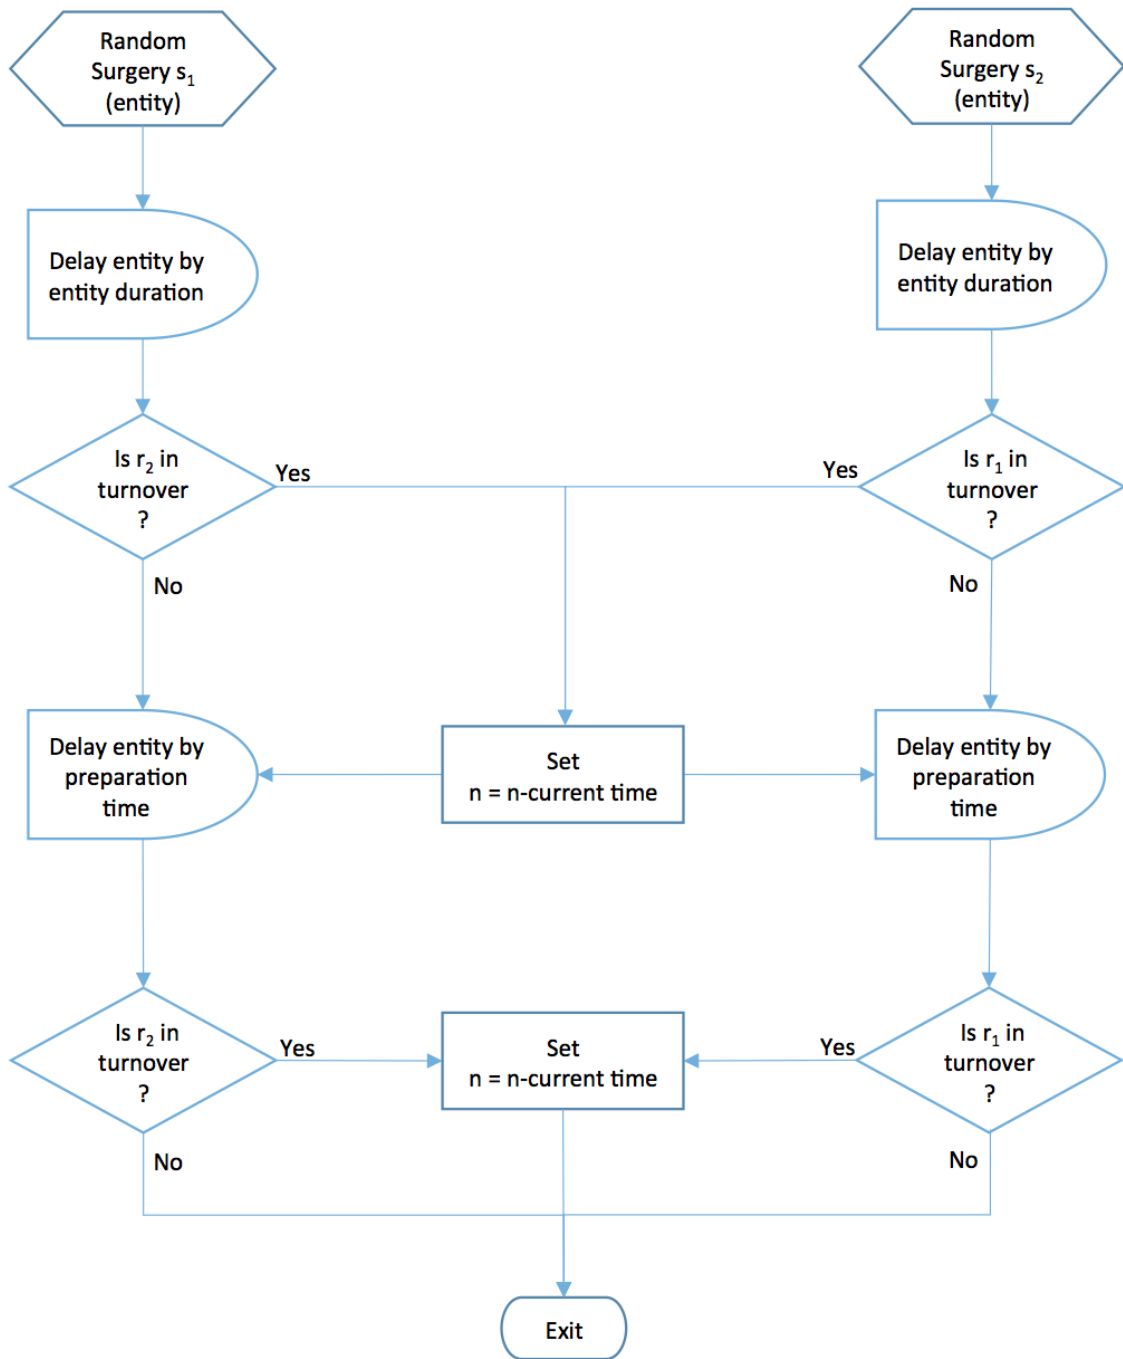 Random
Surgery s₁
(entity)
Random
Surgery s₂
(entity)
Delay entity by
entity duration
Delay entity by
entity duration
Is r₂ in
turnover
?
Yes
Yes
Is r₁ in
turnover
?
No
No
Delay entity by
preparation
time
Set
n = n-current time
Delay entity by
preparation
time
Is r₂ in
turnover
?
Yes
Set
n = n-current time
Yes
Is r₁ in
turnover
?
No
No
Exit